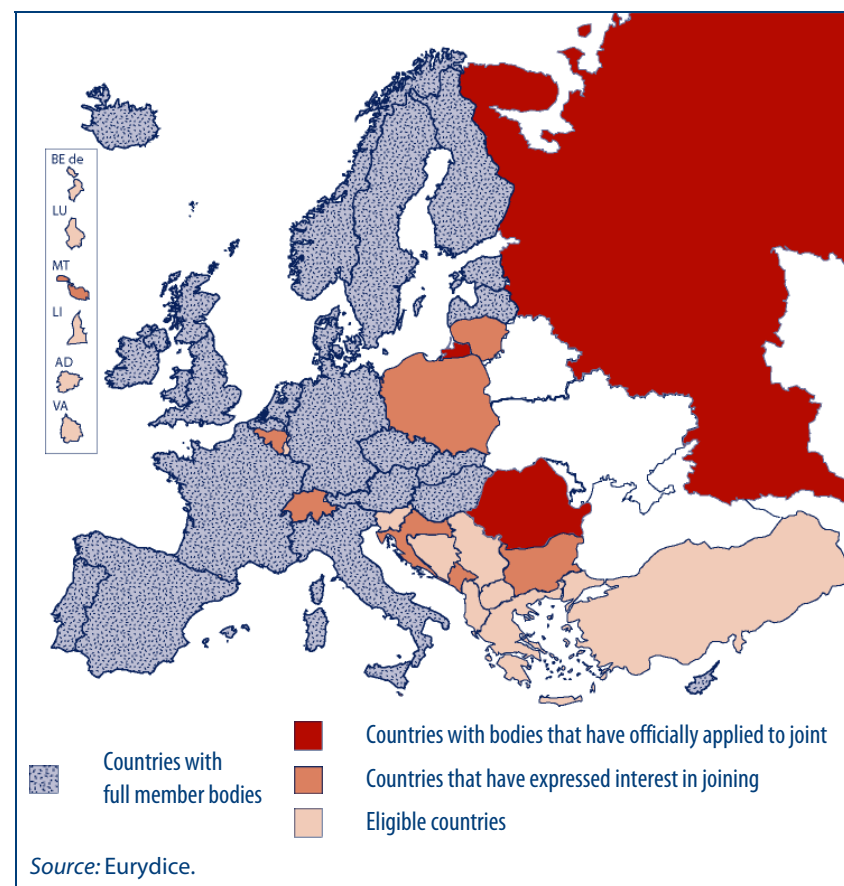 BE de
LU
MT
LI
AD
VA
Countries with
full member bodies
Countries with bodies that have officially applied to joint
Countries that have expressed interest in joining
Eligible countries
Source: Eurydice.